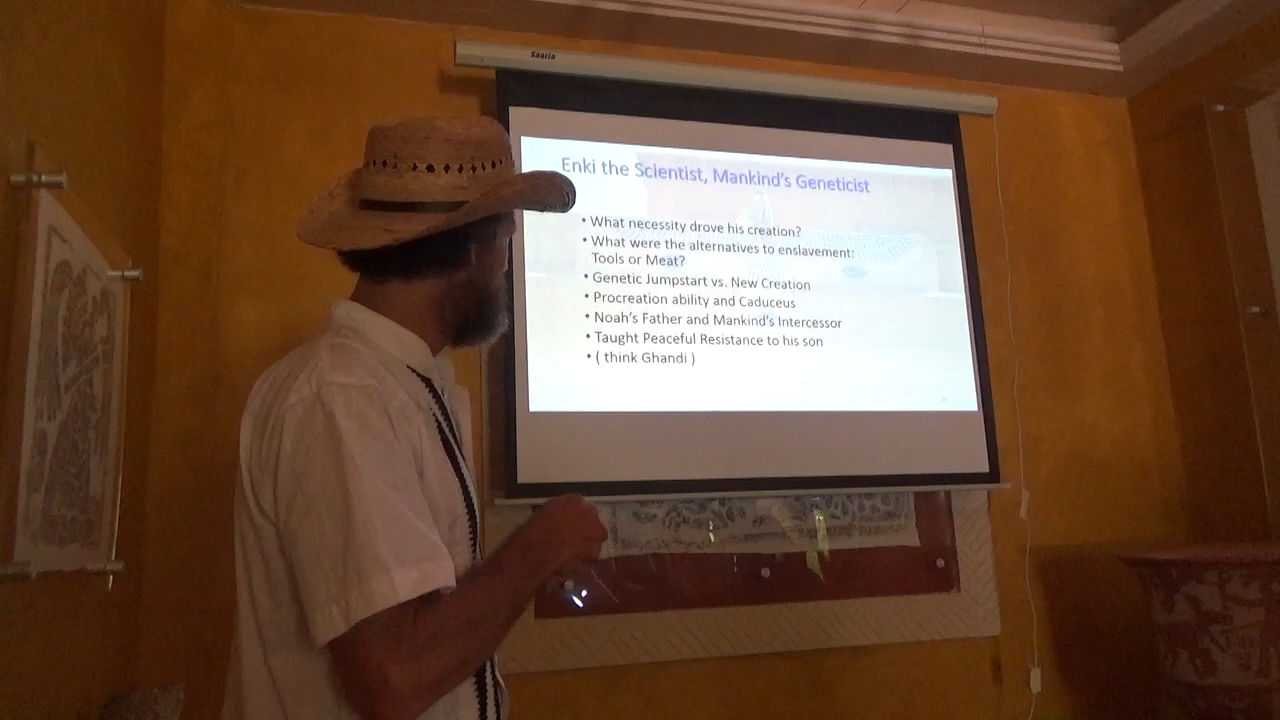 Saatia
Enki the Scientist, Mankind's Geneticist
• What necessity drove his creation?
• What were the alternatives to enslavement:
Tools or Meat?
• Genetic Jumpstart vs. New Creation
• Procreation ability and Caduceus
• Noah's Father and Mankind's Intercessor
• Taught Peaceful Resistance to his son
• ( think Ghandi )